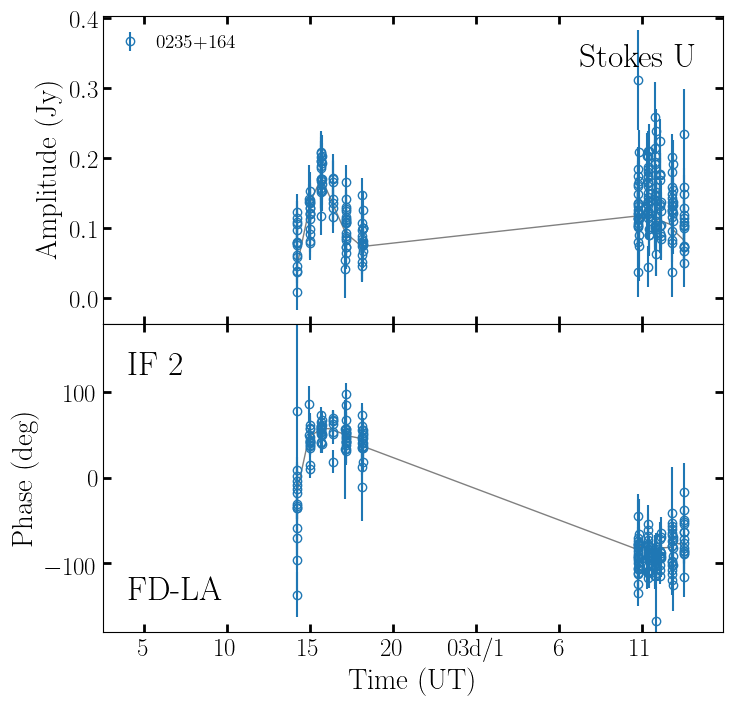 0235+164
Stokes U
0.4
0.3
0.2
0.1
0.0
Amplitude (Jy)
IF 2
100
0
−100
Phase (deg)
FD-LA
5 10 15 20 03d/1 6 11
Time (UT)